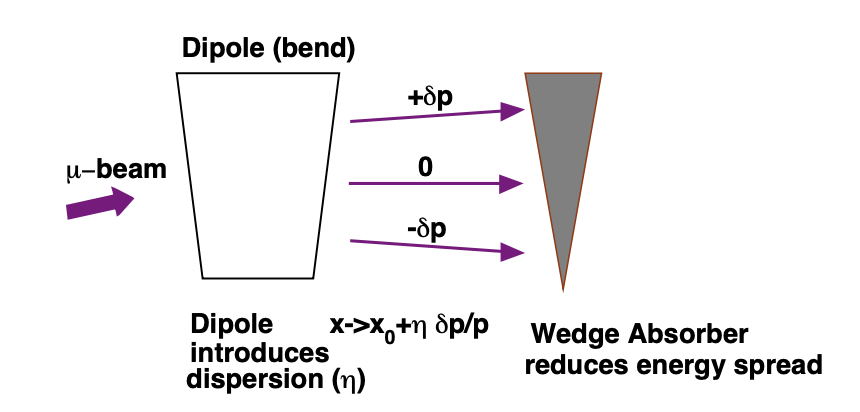 Dipole (bend)
+δp
μ–beam
0
-δp
Dipole
introduces
dispersion (η)
x->x₀+η δp/p
Wedge Absorber
reduces energy spread